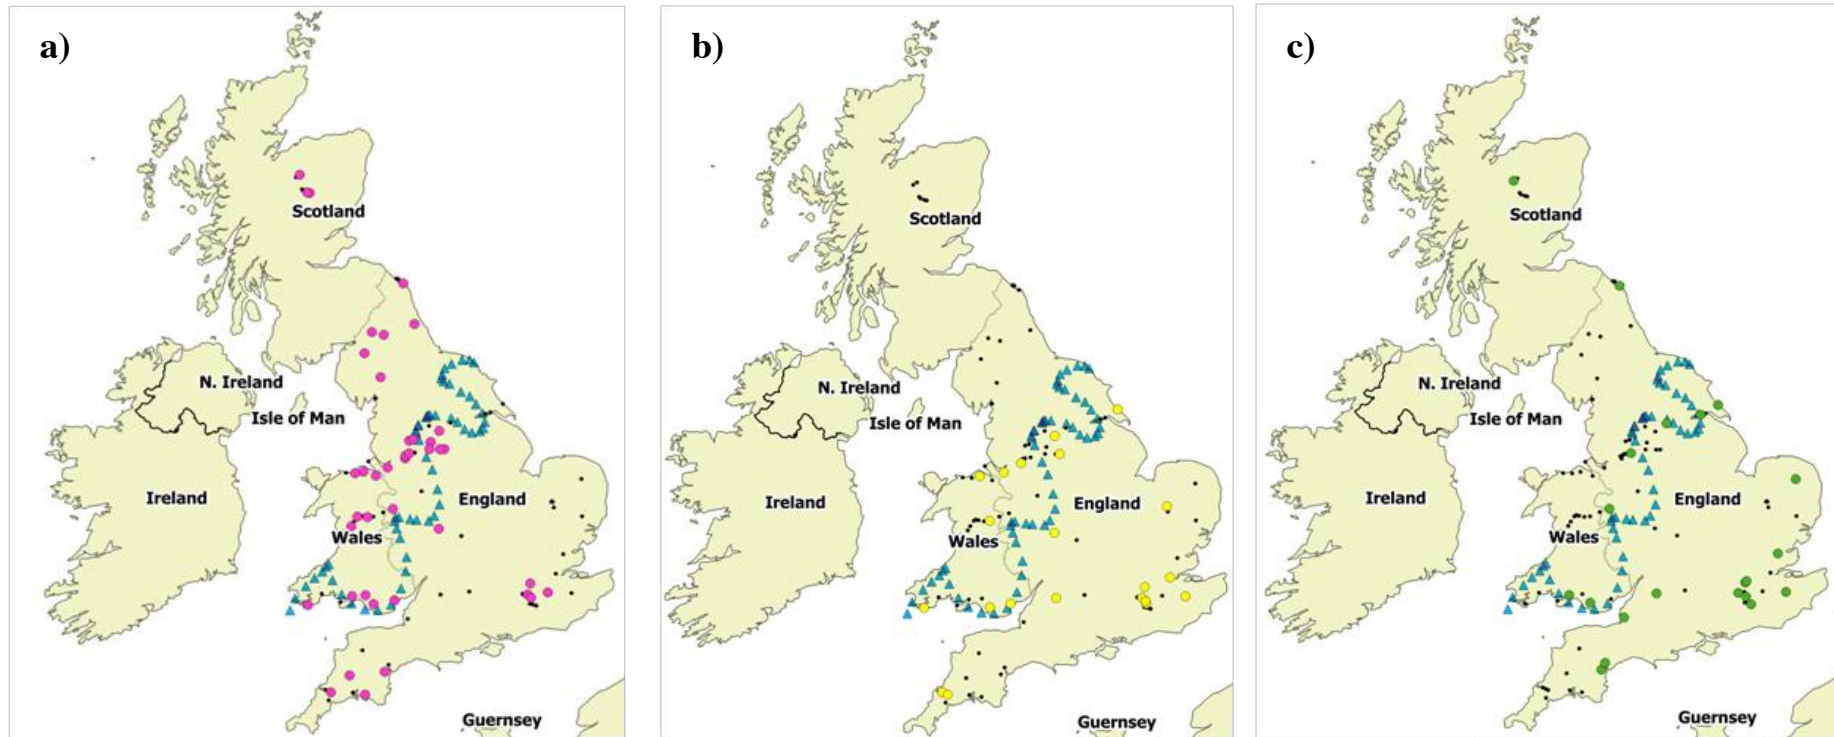 a)
Scotland
N. Ireland
Isle of Man
Ireland
England
Wales
Guernsey
b)
Scotland
N. Ireland
Isle of Man
Ireland
England
Wales
Guernsey
c)
Scotland
N. Ireland
Isle of Man
Ireland
England
Wales
Guernsey